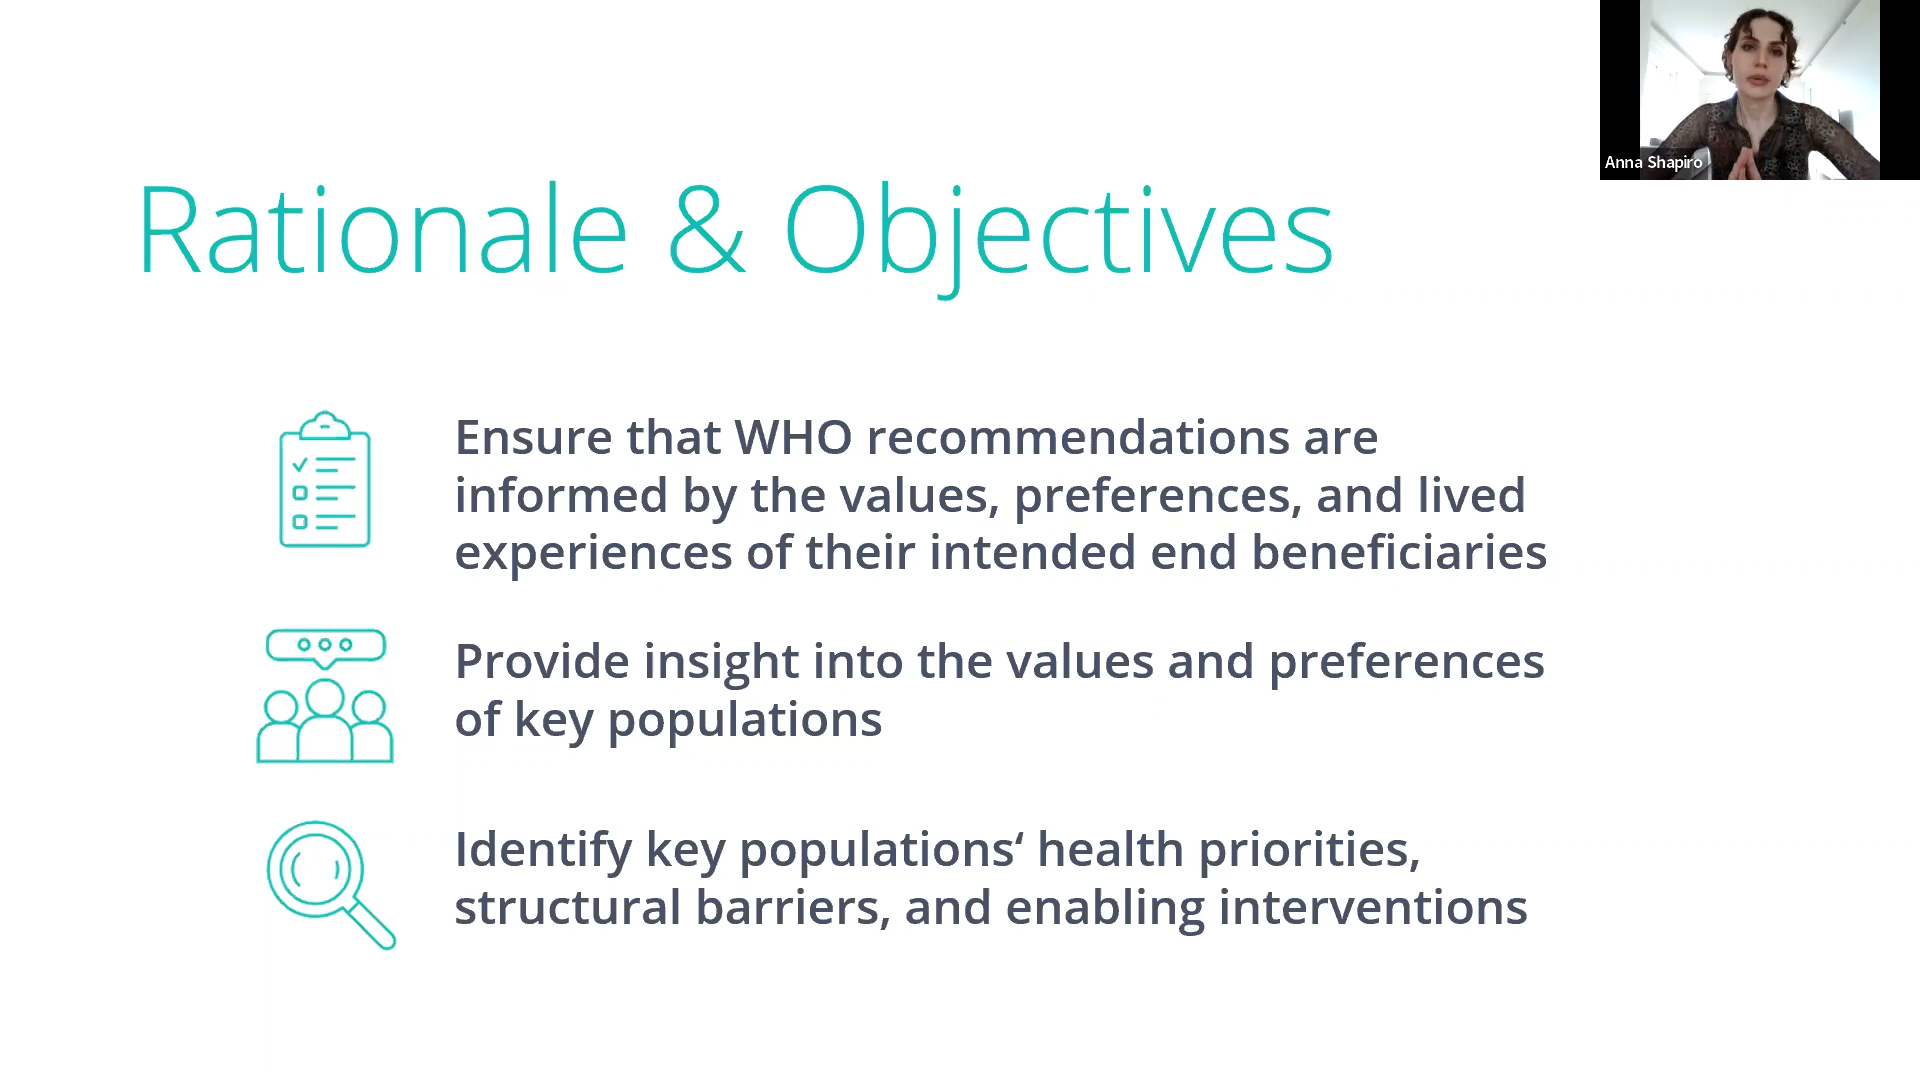 Anna Shapiro
Rationale & Objectives
Ensure that WHO recommendations are
informed by the values, preferences, and lived
experiences of their intended end beneficiaries
Provide insight into the values and preferences
of key populations
Identify key populations‘ health priorities,
structural barriers, and enabling interventions